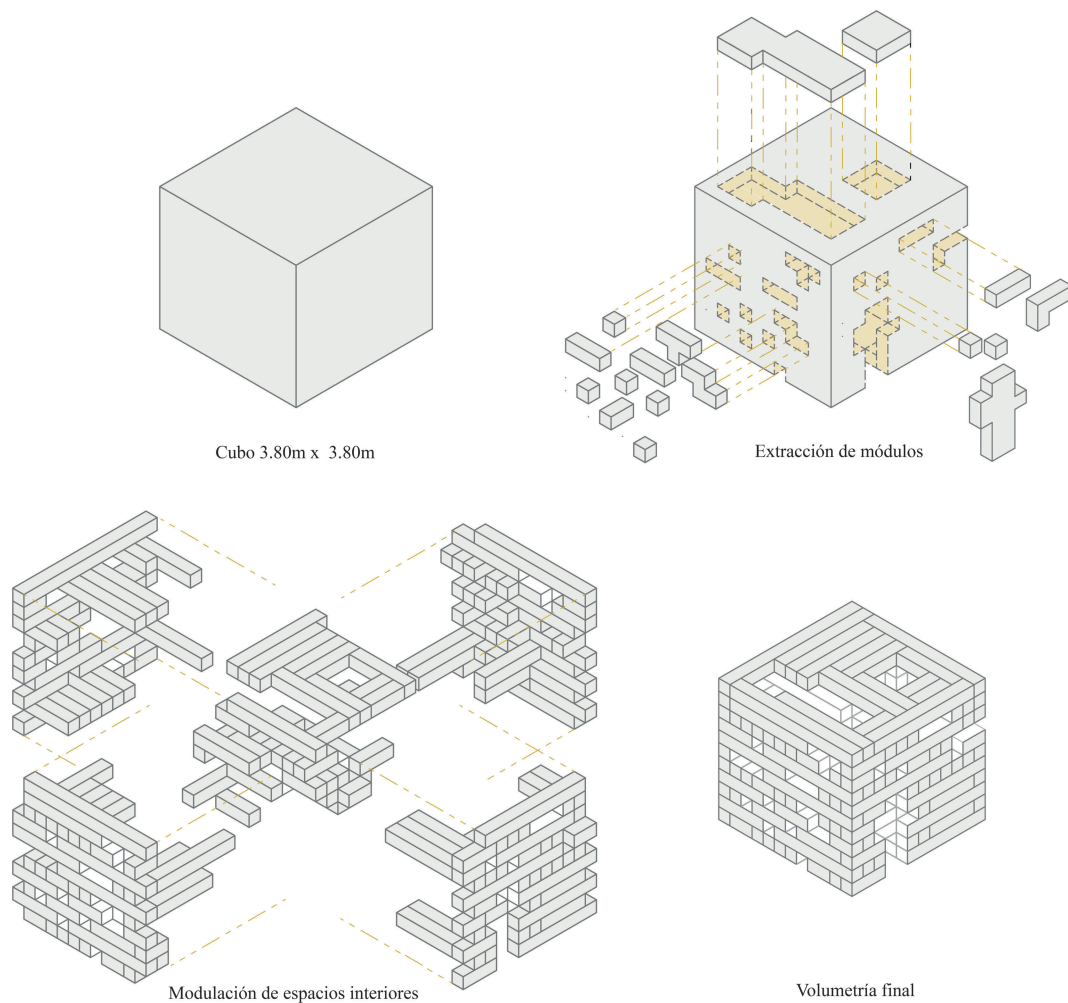 Cubo 3.80m x  3.80m
Extracción de módulos
Modulación de espacios interiores
Volumetría final